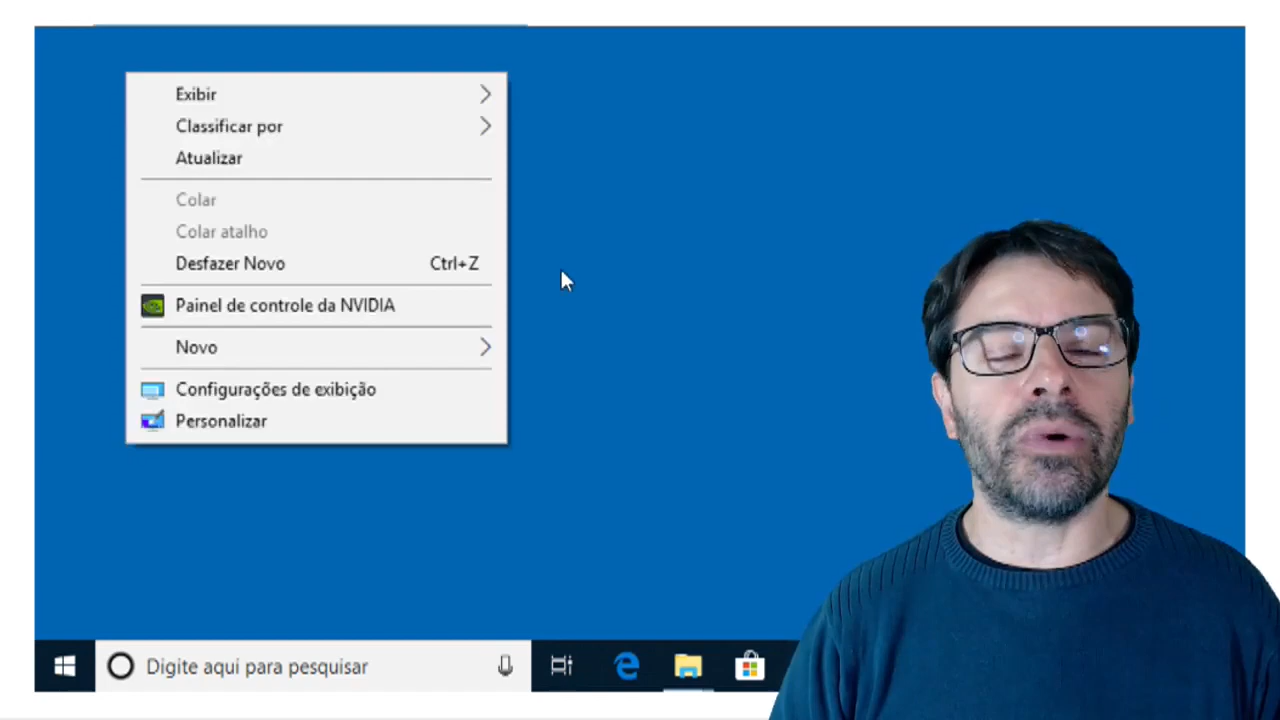 Exibir
Classificar por
Atualizar
Colar
Colar atalho
Desfazer Novo Ctrl+Z
Painel de controle da NVIDIA
Novo
Configurações de exibição
Personalizar
Digite aqui para pesquisar